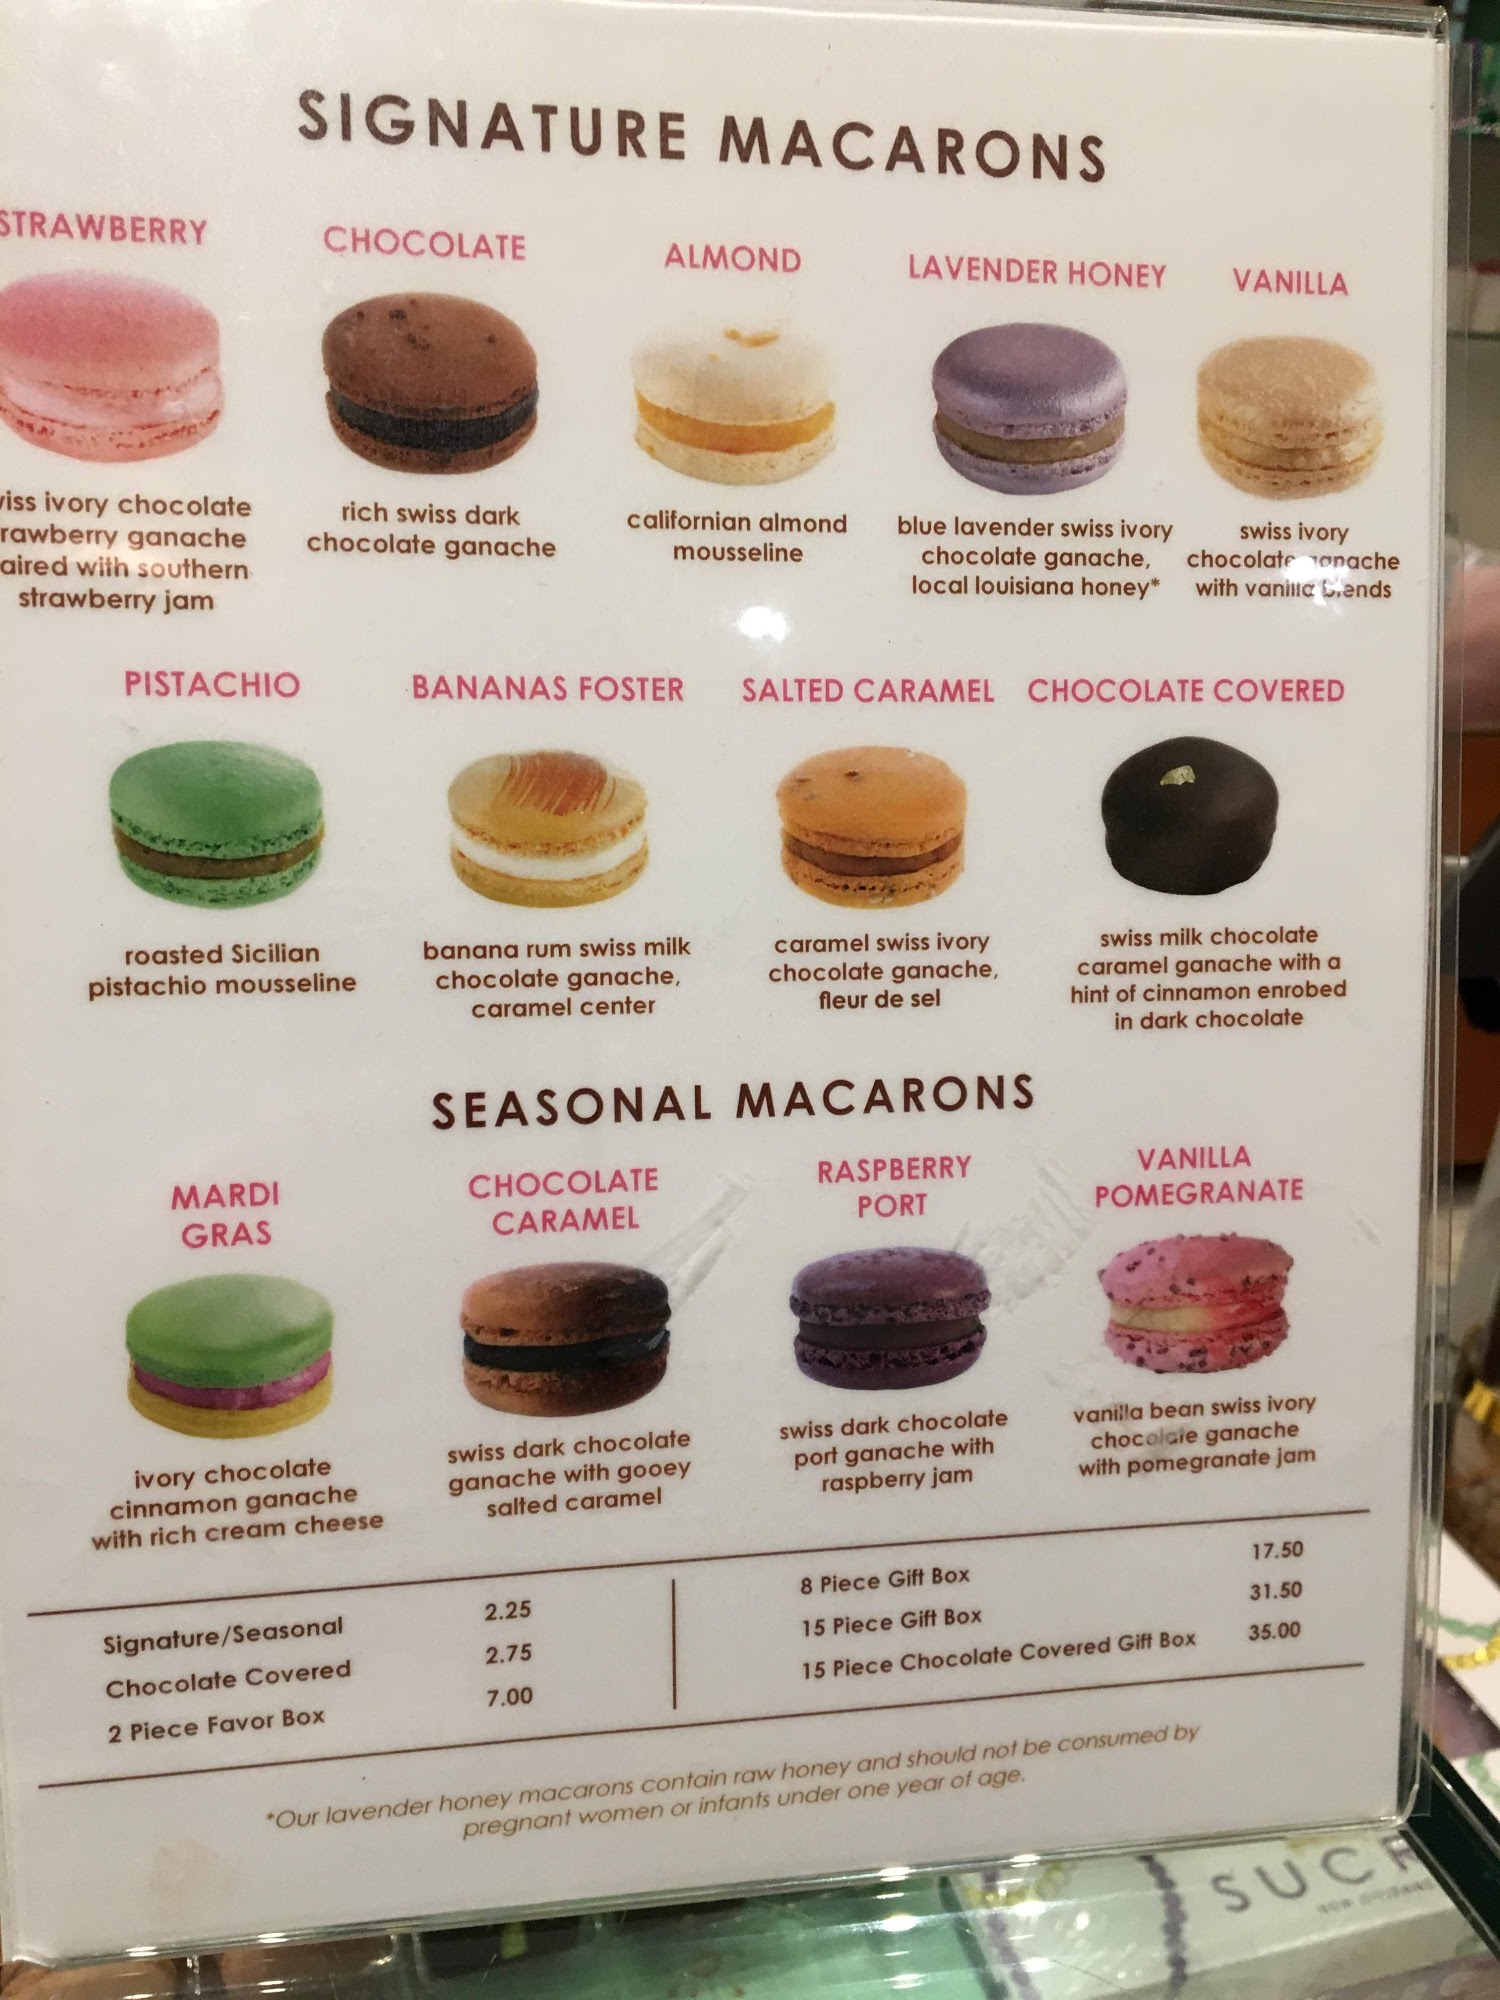 SIGNATURE MACARONS
STRAWBERRY
iss ivory chocolate
rawberry ganache
aired with southern
strawberry jam
CHOCOLATE
rich swiss dark
chocolate ganache
ALMOND
californian almond
mousseline
LAVENDER HONEY
blue lavender swiss ivory
chocolate ganache,
local louisiana honey*
VANILLA
swiss ivory
chocolate ganache
with vanilla blends
PISTACHIO
roasted Sicilian
pistachio mousseline
BANANAS FOSTER
banana rum swiss milk
chocolate ganache,
caramel center
SALTED CARAMEL
caramel swiss ivory
chocolate ganache,
fleur de sel
CHOCOLATE COVERED
swiss milk chocolate
caramel ganache with a
hint of cinnamon enrobed
in dark chocolate
SEASONAL MACARONS
MARDI
GRAS
ivory chocolate
cinnamon ganache
with rich cream cheese
CHOCOLATE
CARAMEL
swiss dark chocolate
ganache with gooey
salted caramel
RASPBERRY
PORT
swiss dark chocolate
port ganache with
raspberry jam
VANILLA
POMEGRANATE
vanilla bean swiss ivory
chocolate ganache
with pomegranate jam
Signature/Seasonal 2.25
Chocolate Covered 2.75
2 Piece Favor Box 7.00
8 Piece Gift Box 17.50
15 Piece Gift Box 31.50
15 Piece Chocolate Covered Gift Box 35.00
*Our lavender honey macarons contain raw honey and should not be consumed by
pregnant women or infants under one year of age.
SUCR